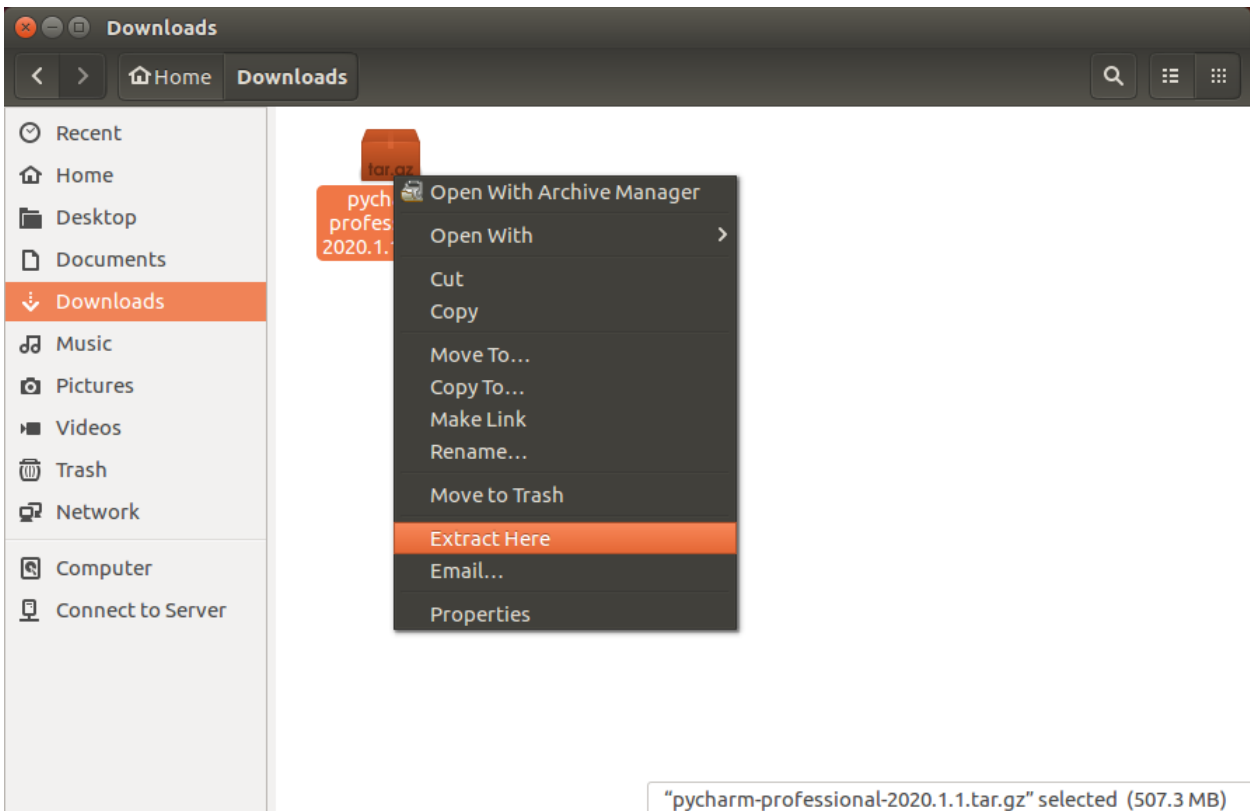 Downloads
Home Downloads
Recent
Home
Desktop
Documents
Downloads
Music
Pictures
Videos
Trash
Network
Computer
Connect to Server
tar.gz
pych
profes
2020.1.
Open With Archive Manager
Open With
Cut
Copy
Move To…
Copy To…
Make Link
Rename…
Move to Trash
Extract Here
Email…
Properties
“pycharm-professional-2020.1.1.tar.gz” selected (507.3 MB)